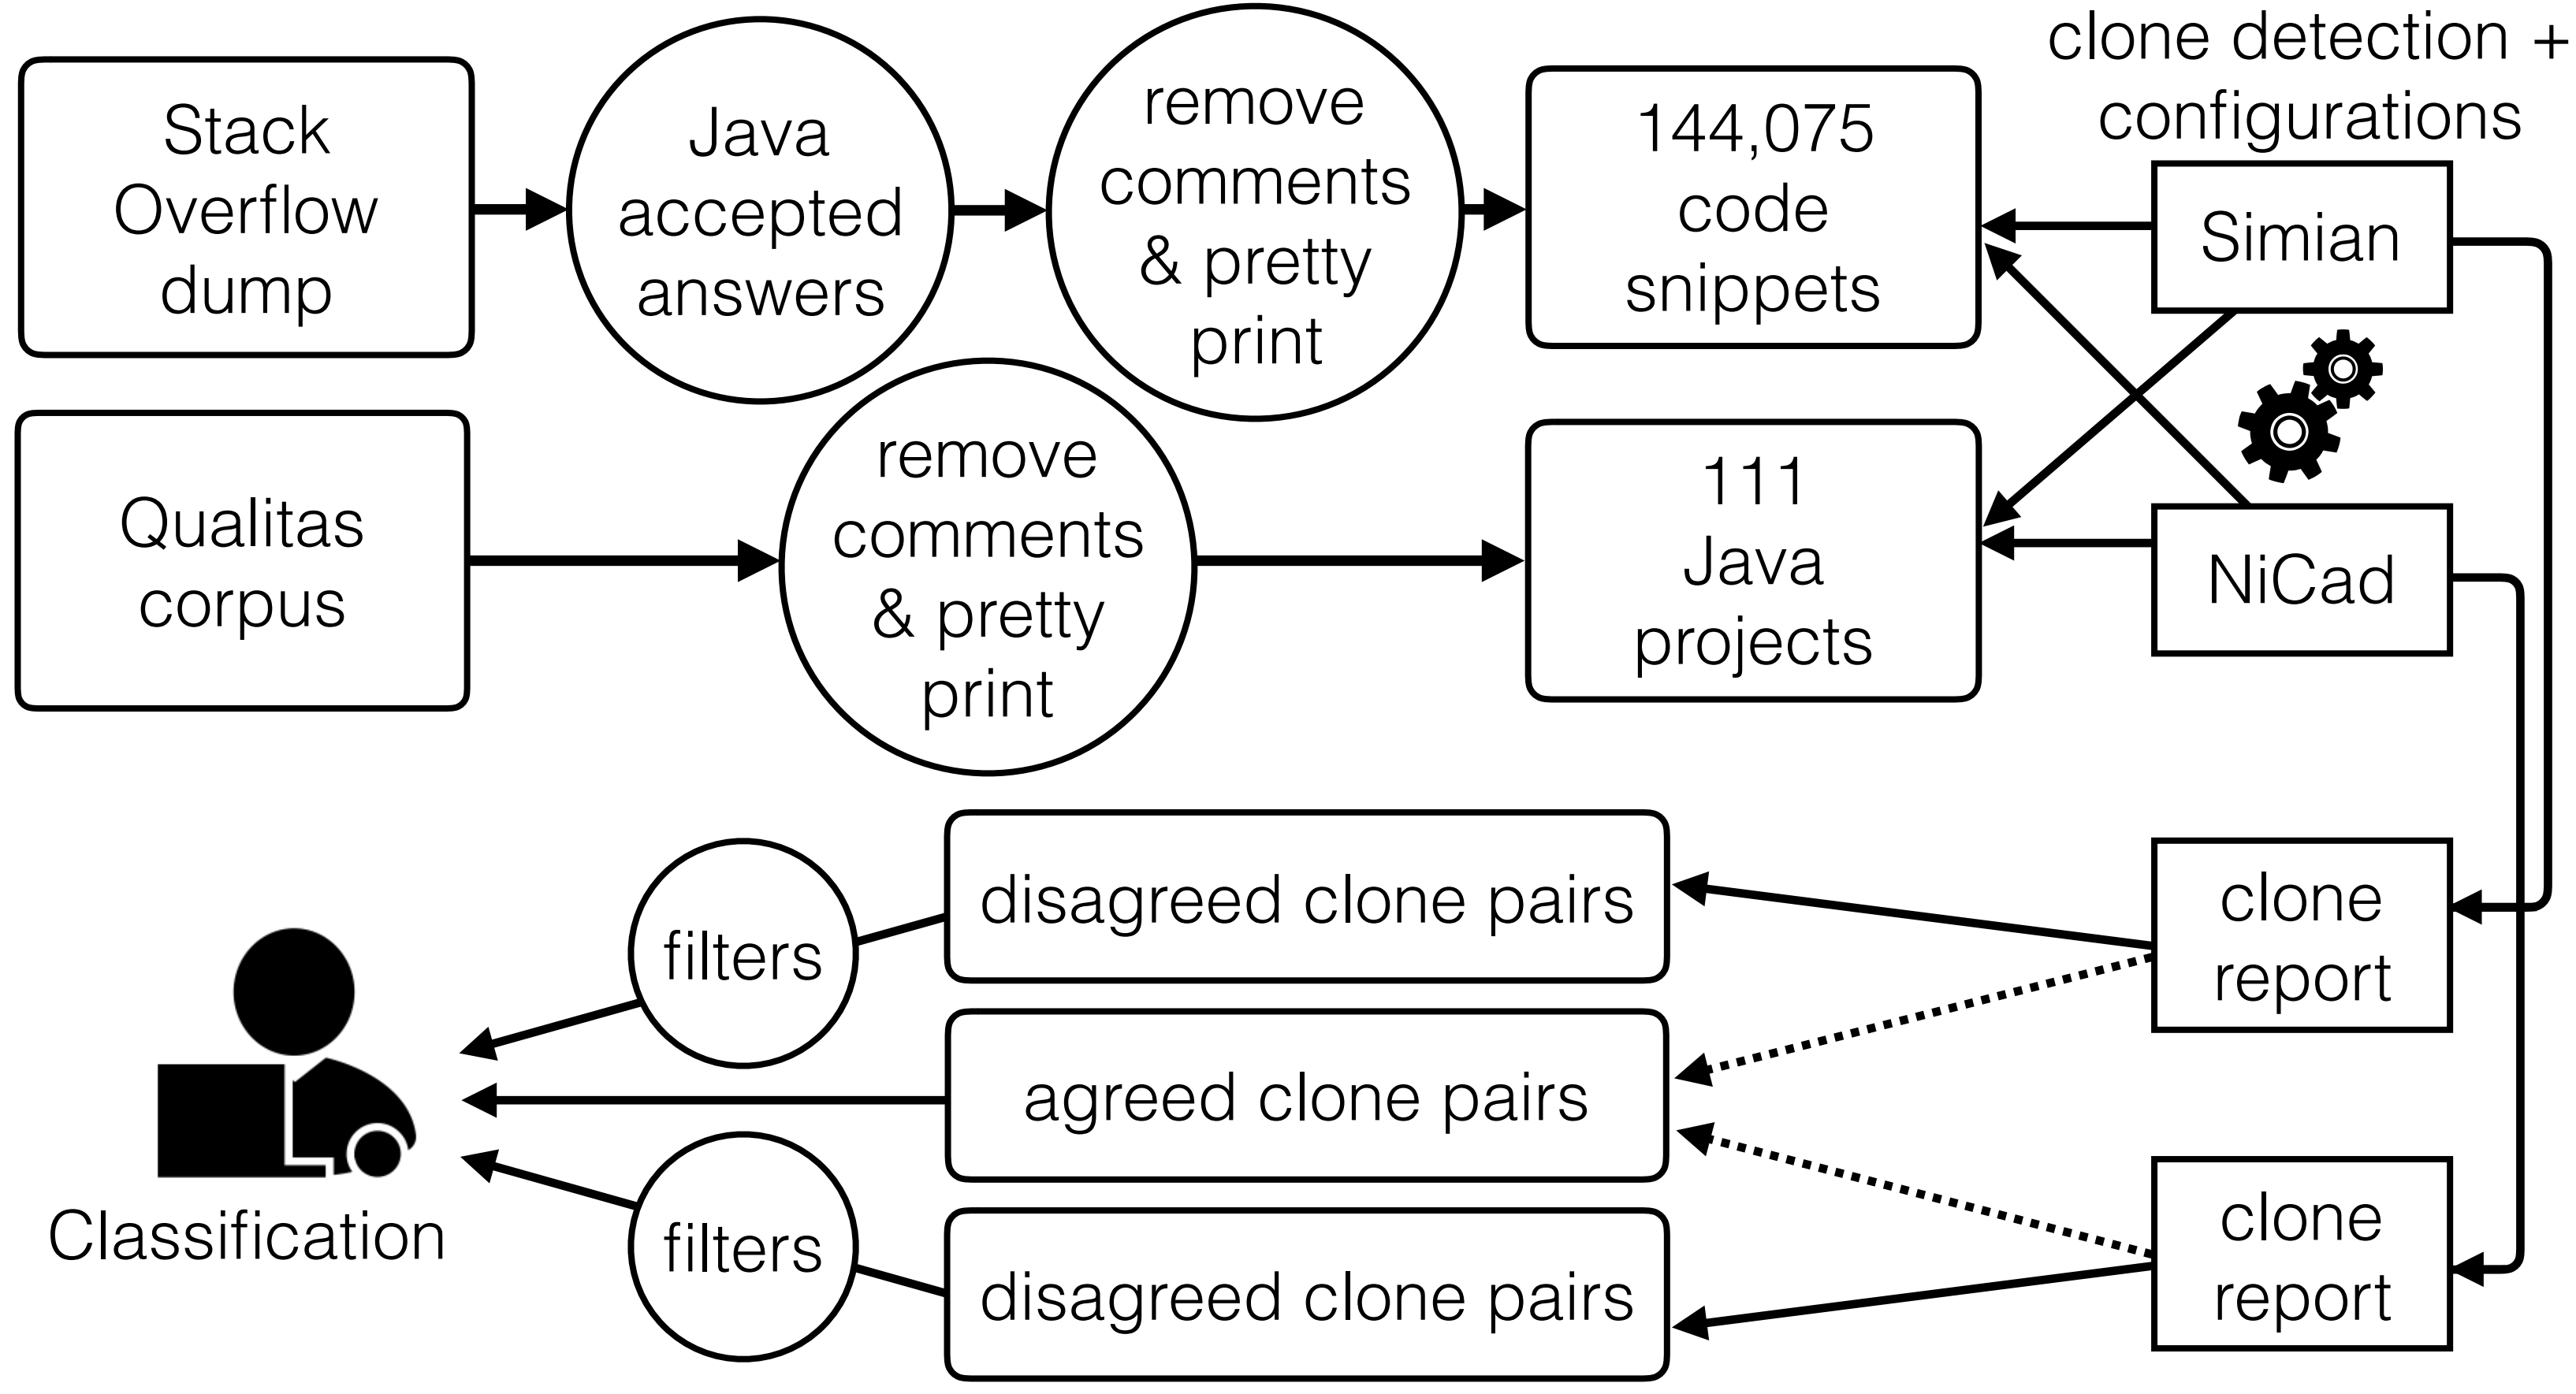 Stack
Overflow
dump
Java
accepted
answers
remove
comments
& pretty
print
144,075
code
snippets
clone detection +
configurations
Simian
Qualitas
corpus
remove
comments
& pretty
print
111
Java
projects
NiCad
disagreed clone pairs
clone
report
filters
agreed clone pairs
Classification
filters
disagreed clone pairs
clone
report